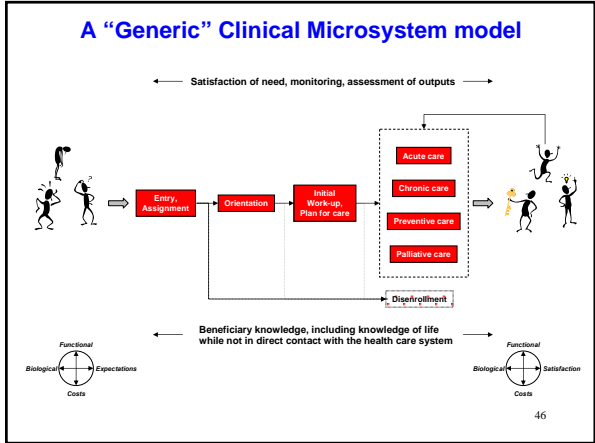 A “Generic” Clinical Microsystem model
Satisfaction of need, monitoring, assessment of outputs
Acute care
Chronic care
Preventive care
Palliative care
Entry,
Assignment
Orientation
Initial
Work-up,
Plan for care
Disenrollment
Beneficiary knowledge, including knowledge of life
while not in direct contact with the health care system
Functional
Biological
Expectations
Costs
Functional
Biological
Satisfaction
Costs
46